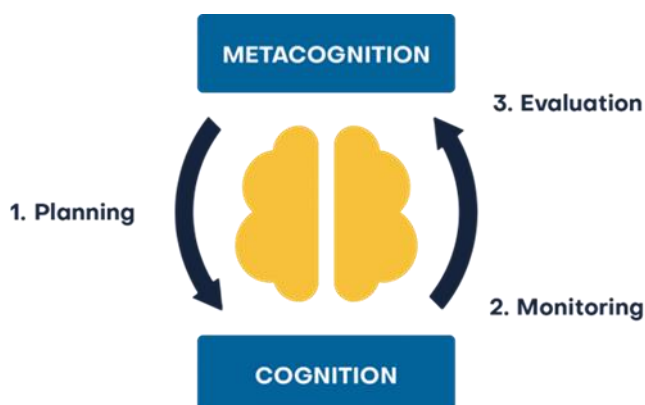 METACOGNITION
3. Evaluation
1. Planning
2. Monitoring
COGNITION